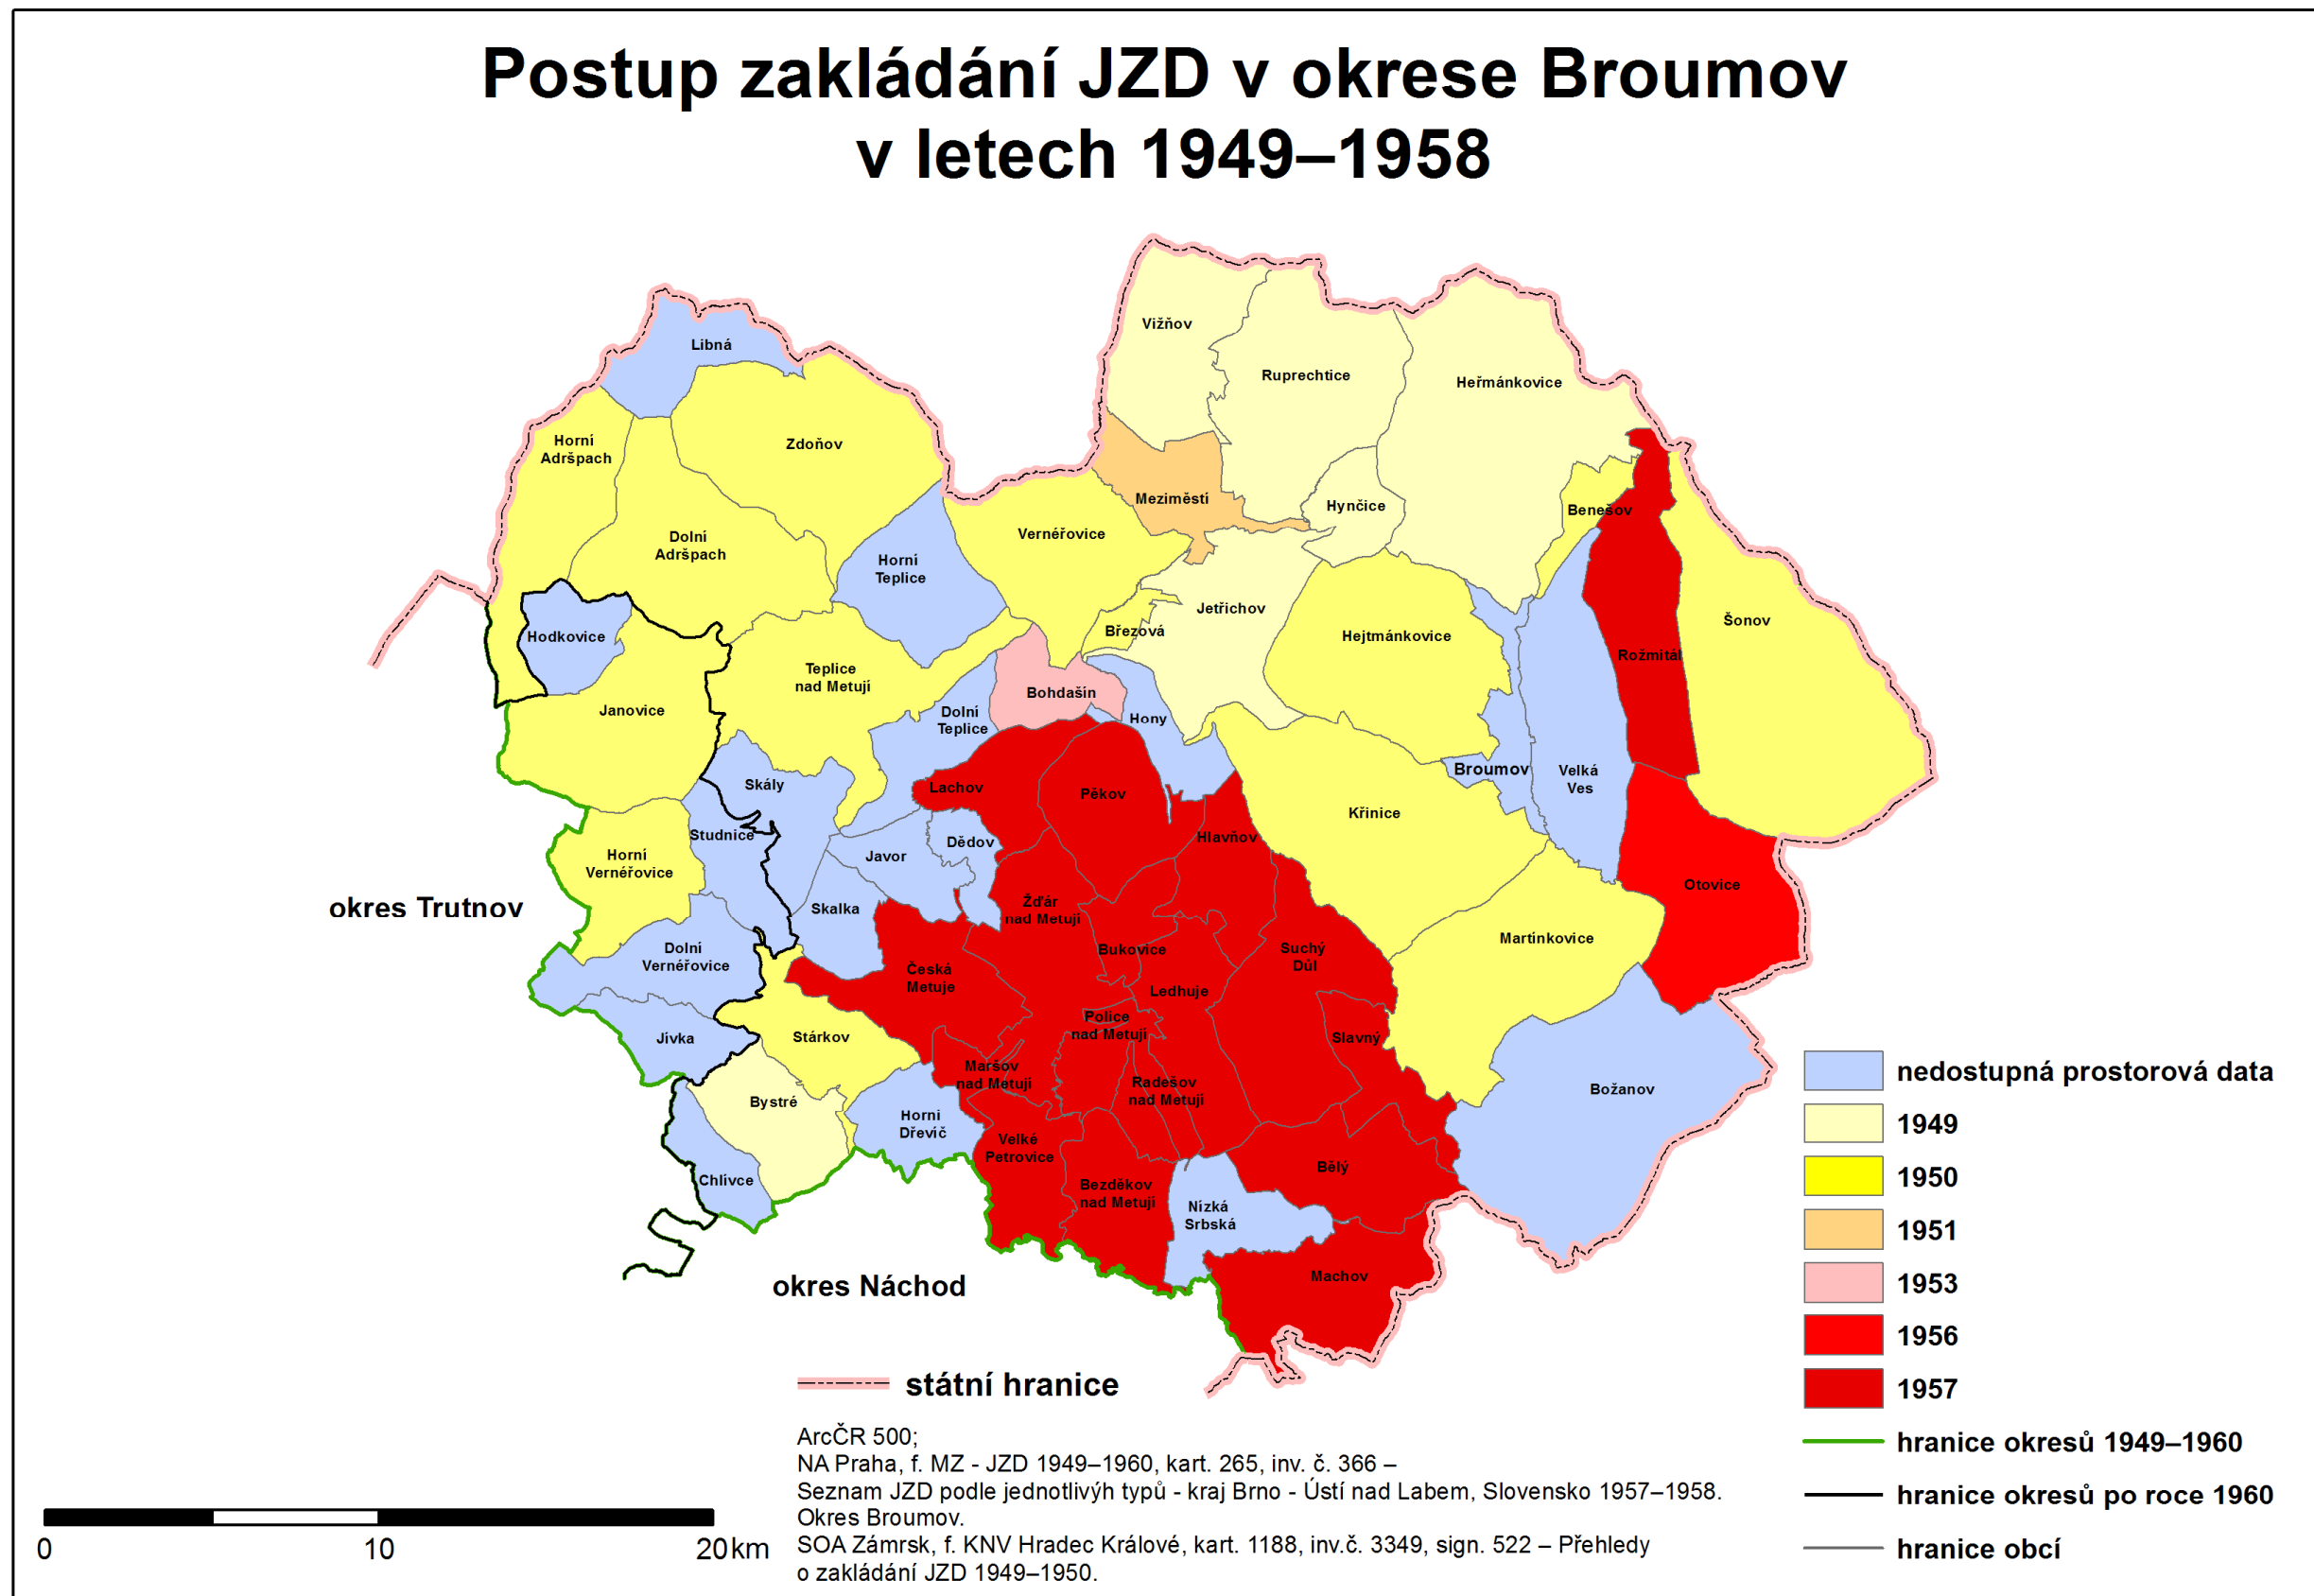 Postup zakládání JZD v okrese Broumov
v letech 1949–1958
Vižňov
Libná
Ruprechtice
Heřmánkovice
Horní
Adršpach
Zdoňov
Meziměstí
Hynčice
Benešov
Vernéřovice
Dolní
Adršpach
Horní
Teplice
Jetřichov
Šonov
Hodkovice
Březová
Hejtmánkovice
Rožmitál
Teplice
nad Metují
Bohdašín
Janovice
Dolní
Teplice
Hony
Broumov
Velká
Ves
Skály
Lachov
Pěkov
Křinice
Studnice
Hlavňov
Dědov
Javor
Horní
Vernéřovice
Otovice
okres Trutnov
Skalka
Žďár
nad Metují
Martínkovice
Bukovice
Suchý
Důl
Dolní
Vernéřovice
Česká
Metuje
Ledhuje
Police
nad Metují
Jívka
Stárkov
Slavný
Maršov
nad Metují
Radešov
nad Metují
Božanov
Bystré
Horni
Dřevič
Velké
Petrovice
Bělý
Chlívce
Bezděkov
nad Metují
Nízká
Srbská
okres Náchod
Machov
nedostupná prostorová data
1949
1950
1951
1953
1956
1957
hranice okresů 1949–1960
hranice okresů po roce 1960
hranice obcí
státní hranice
ArcČR 500;
NA Praha, f. MZ - JZD 1949–1960, kart. 265, inv. č. 366 –
Seznam JZD podle jednotlivýh typů - kraj Brno - Ústí nad Labem, Slovensko 1957–1958.
Okres Broumov.
SOA Zámrsk, f. KNV Hradec Králové, kart. 1188, inv.č. 3349, sign. 522 – Přehledy
o zakládání JZD 1949–1950.
0 10 20 km